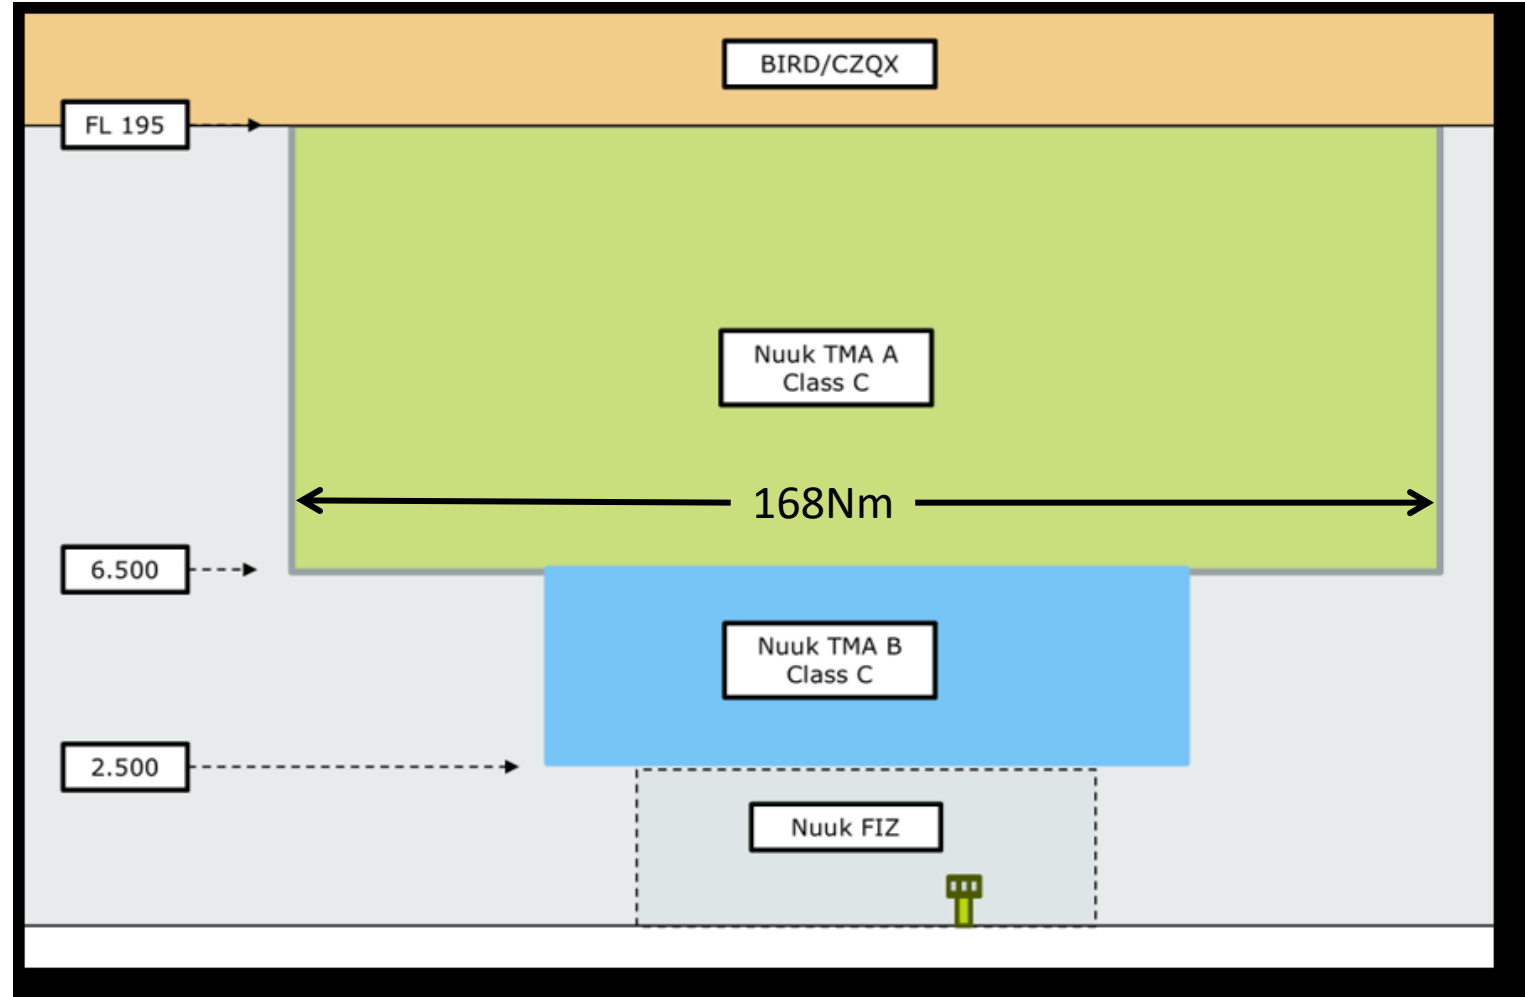 BIRD/CZQX
FL 195
Nuuk TMA A
Class C
168Nm
6.500
Nuuk TMA B
Class C
2.500
Nuuk FIZ